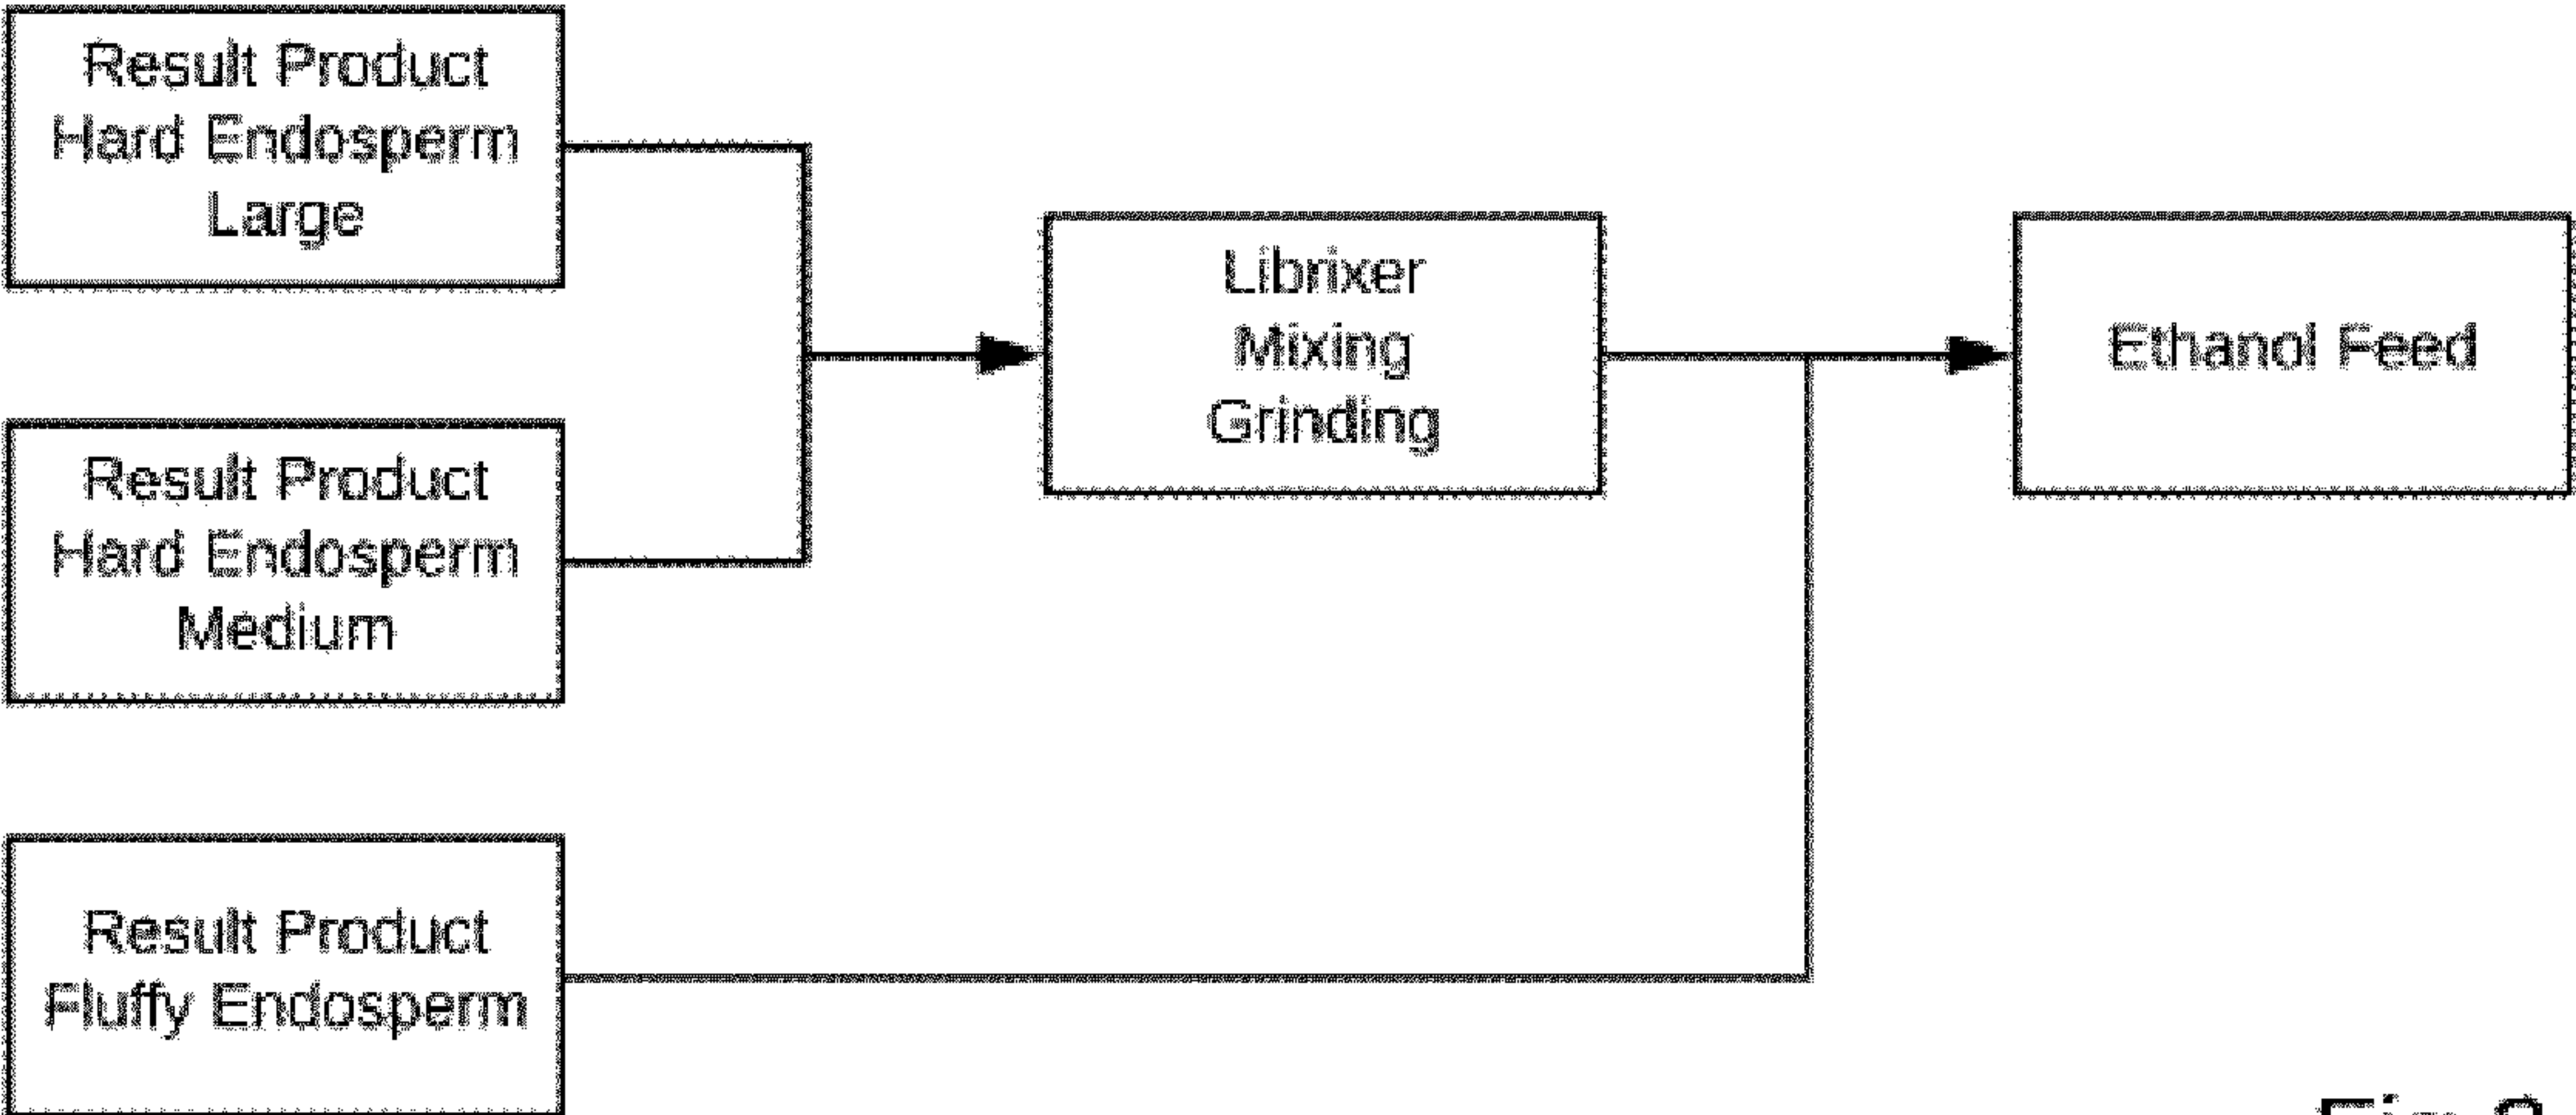 Result Product
Hard Endosperm
Large
Librixer
Mixing
Grinding
Ethanol Feed
Result Product
Hard Endosperm
Medium
Result Product
Fluffy Endosperm